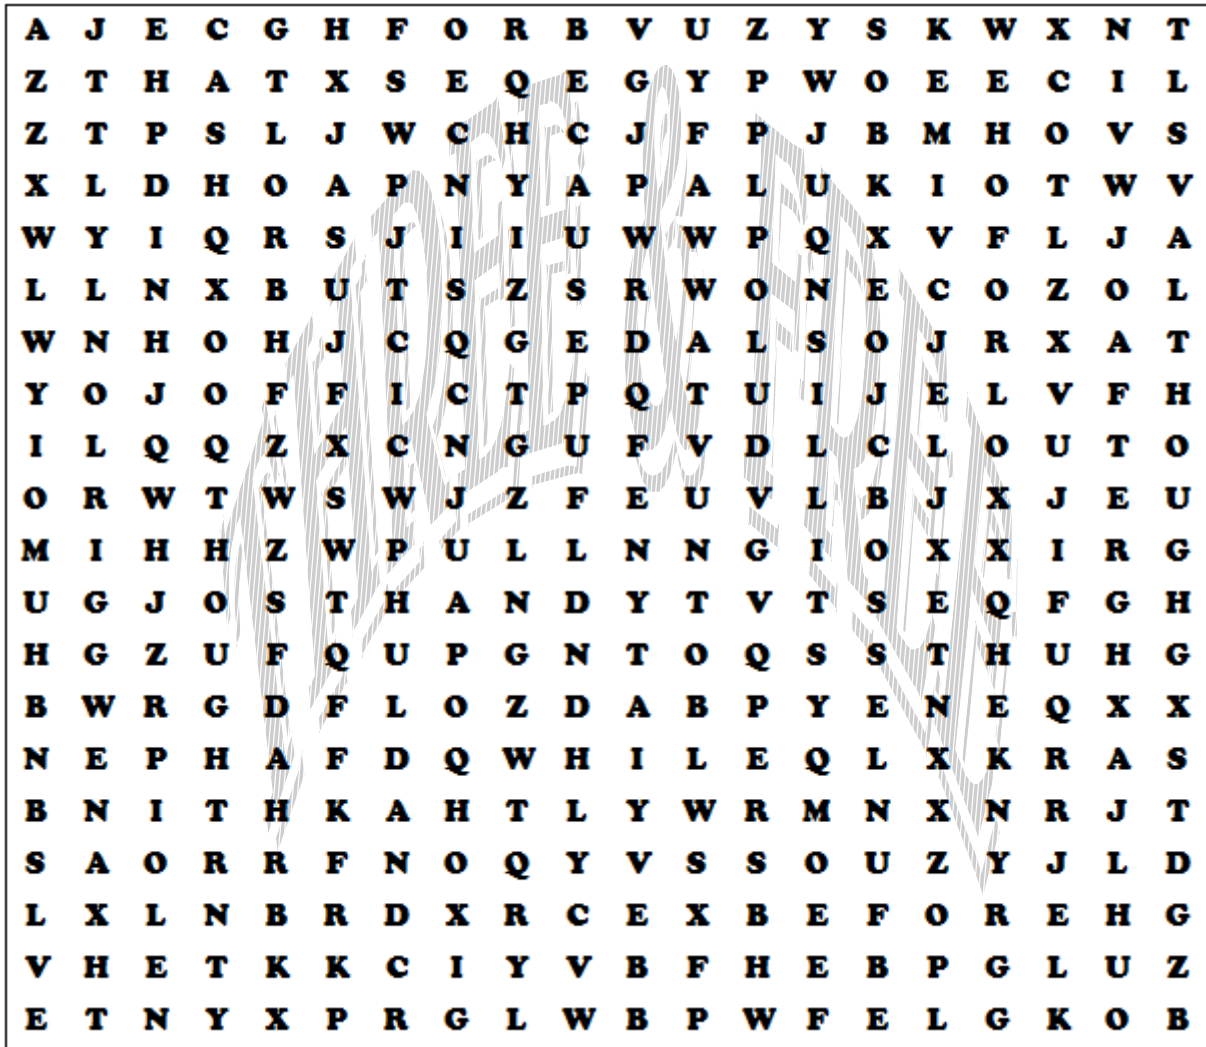 A J E C G H F O R B V U Z Y S K W X N T
Z T H A T X S E Q E G Y P W O E E C I L
Z T P S L J W C H C J F P J B M H O V S
X L D H O A P N Y A P A L U K I O T W V
W Y I Q R S J I I U W W P Q X V F L J A
L L N X B U T S Z S R W O N E C O Z O L
W N H O H J C Q G E D A L S O J R X A T
Y O J O F F I C T P Q T U I J E L V F H
I L Q Q Z X C N G U F V D L C L O U T O
O R W T W S W J Z F E U V L B J X J E U
M I H H Z W P U L L N N G I O X X I R G
U G J O S T H A N D Y T V T S E Q F G H
H G Z U F Q U P G N T O Q S S T H U H G
B W R G D F L O Z D A B P Y E N E Q X X
N E P H A F D Q W H I L E Q L X K R A S
B N I T H K A H T L Y W R M N X N R J T
S A O R R F N O Q Y V S S O U Z Y J L D
L X L N B R D X R C E X B E F O R E H G
V H E T K K C I Y V B F H E B P G L U Z
E T N Y X P R G L W B P W F E L G K O B